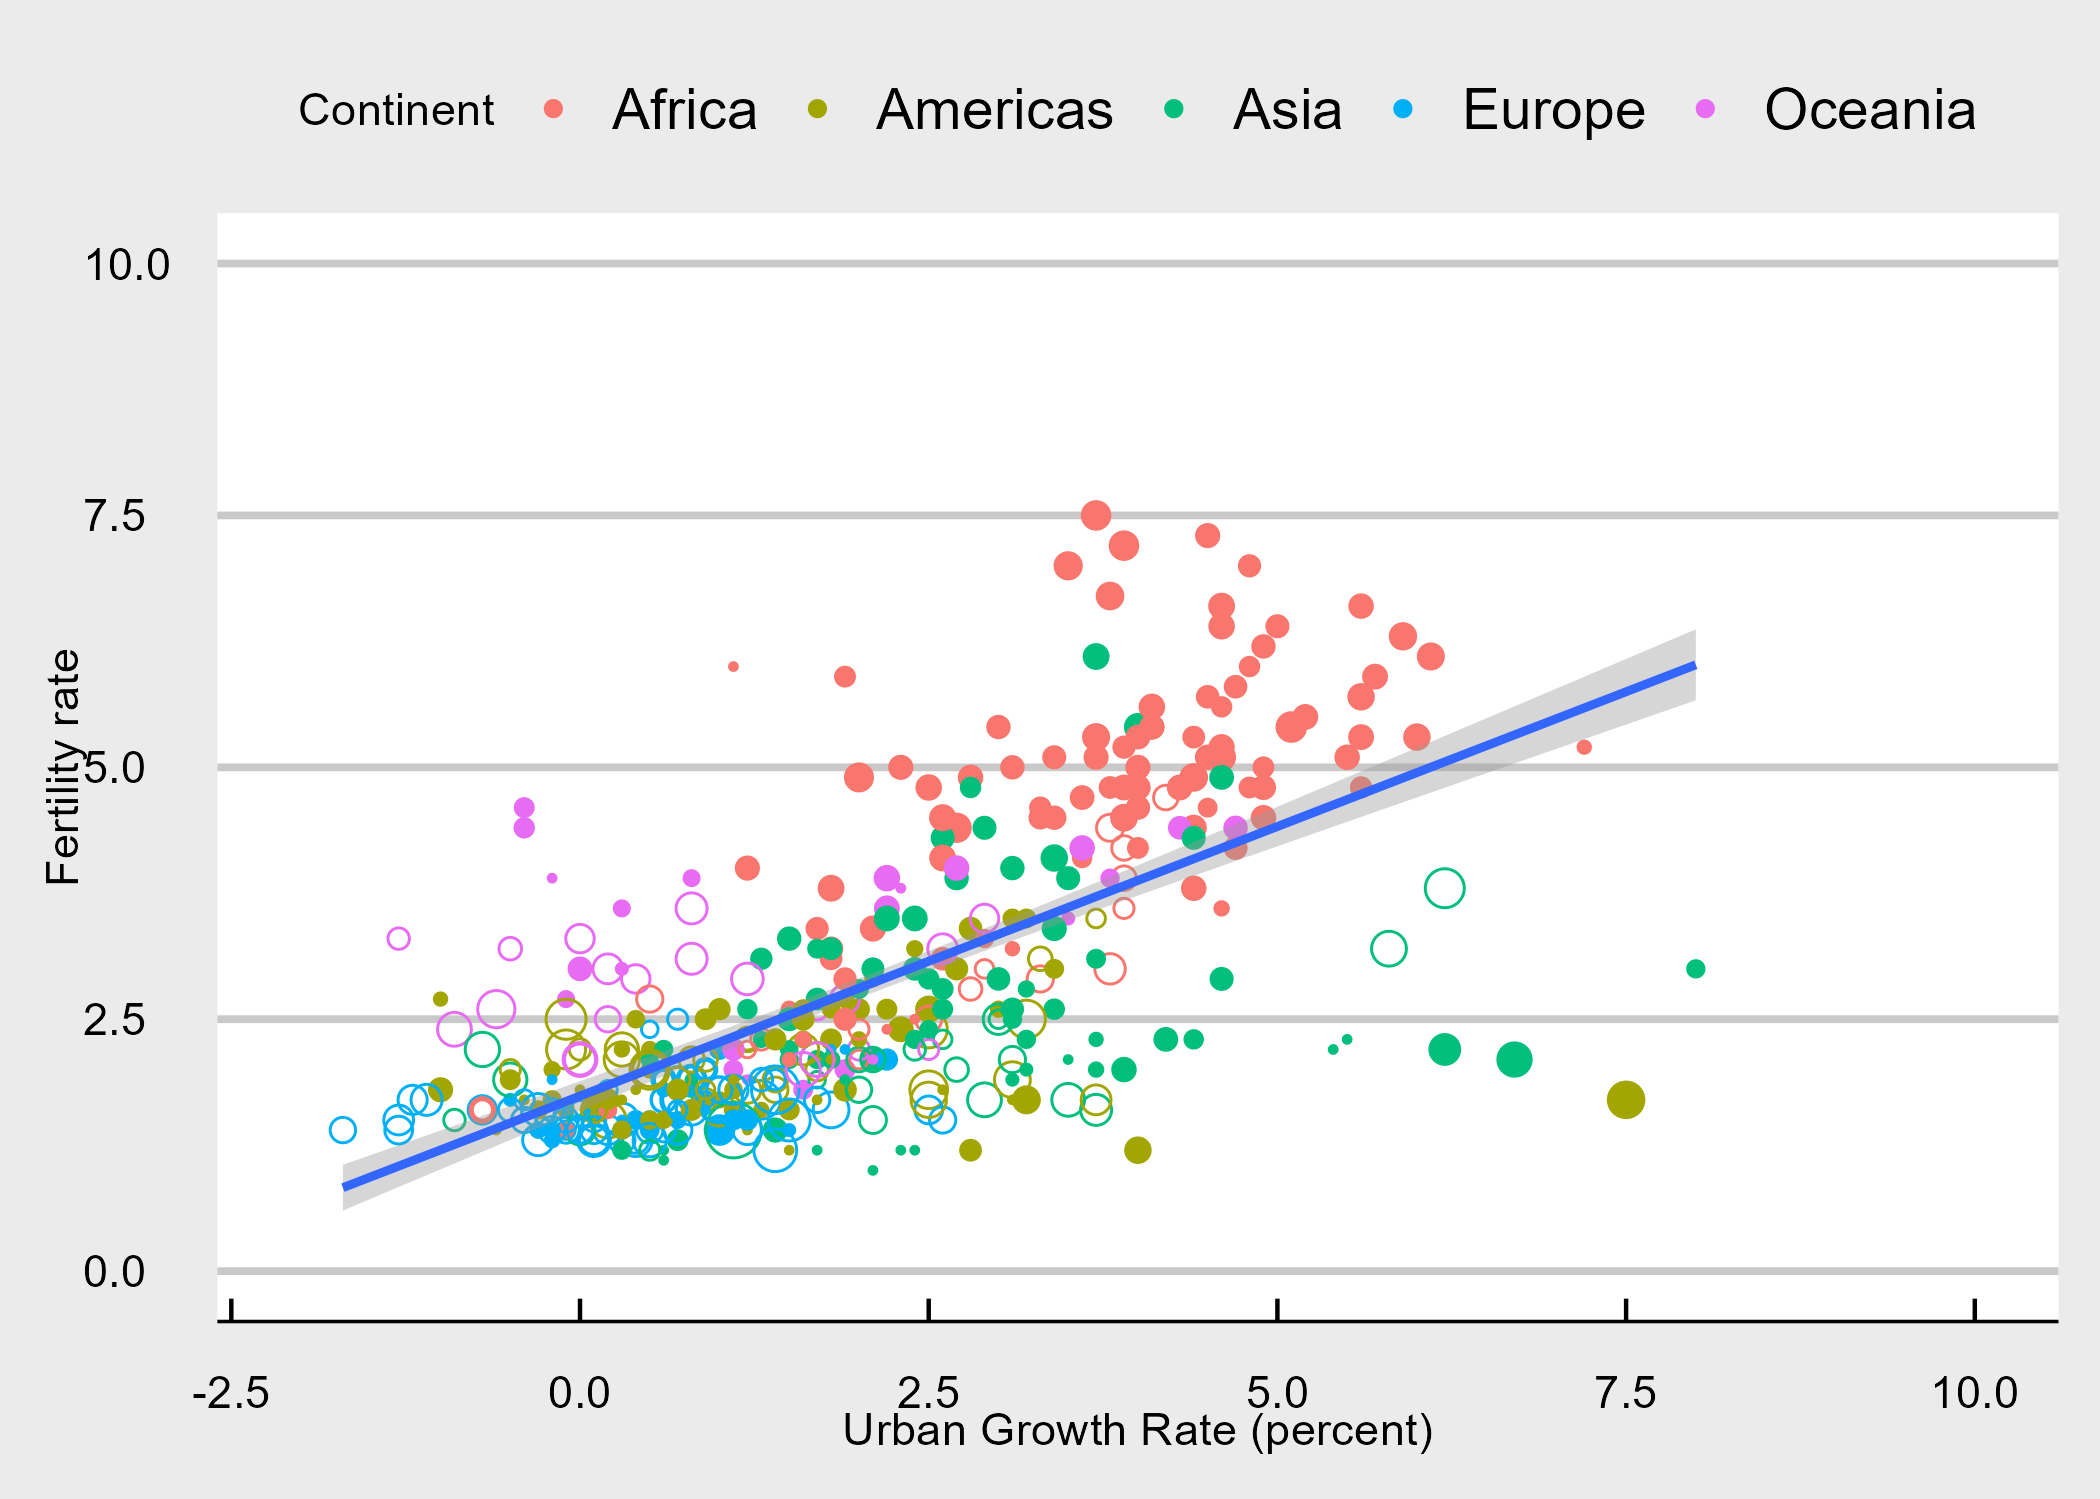 Continent Africa Americas Asia Europe Oceania
10.0
7.5
5.0
2.5
0.0
Fertility rate
-2.5 0.0 2.5 5.0 7.5 10.0
Urban Growth Rate (percent)